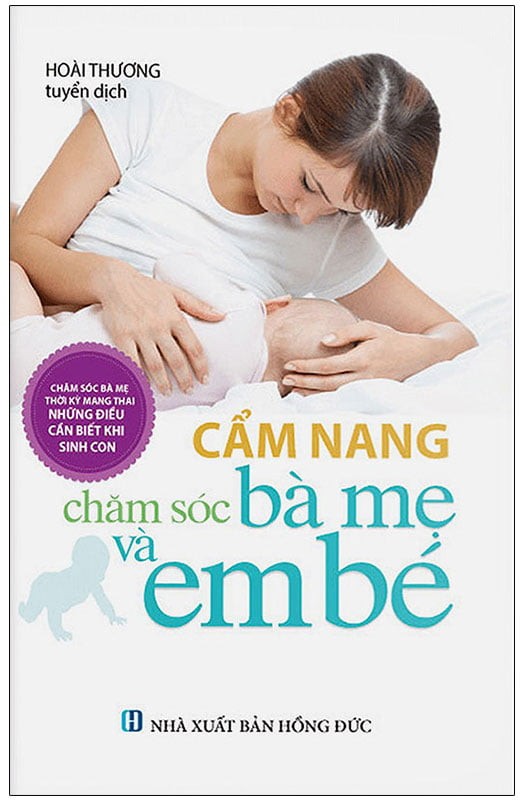 HOÀI THƯƠNG
tuyển dịch
CHĂM SÓC BÀ MẸ
THỜI KỲ MANG THAI
NHỮNG ĐIỀU
CẦN BIẾT KHI
SINH CON
CẨM NANG
chăm sóc bà mẹ
và em bé
NHÀ XUẤT BẢN HỒNG ĐỨC